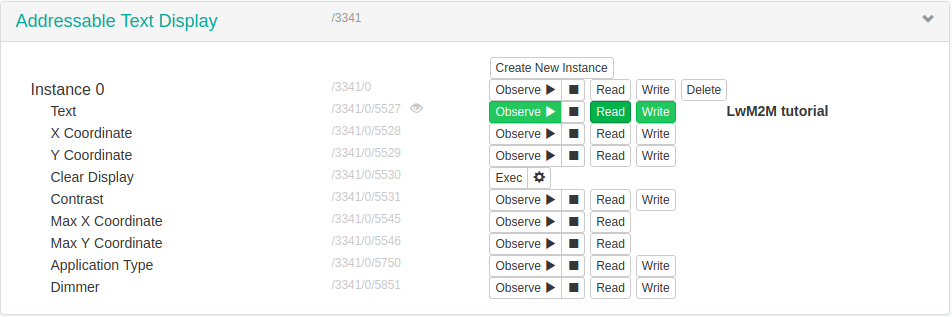 Addressable Text Display /3341
Create New Instance
Instance 0 /3341/0 Observe Read Write Delete
Text /3341/0/5527 Observe Read Write LwM2M tutorial
X Coordinate /3341/0/5528 Observe Read Write
Y Coordinate /3341/0/5529 Observe Read Write
Clear Display /3341/0/5530 Exec
Contrast /3341/0/5531 Observe Read Write
Max X Coordinate /3341/0/5545 Observe Read
Max Y Coordinate /3341/0/5546 Observe Read
Application Type /3341/0/5750 Observe Read Write
Dimmer /3341/0/5851 Observe Read Write